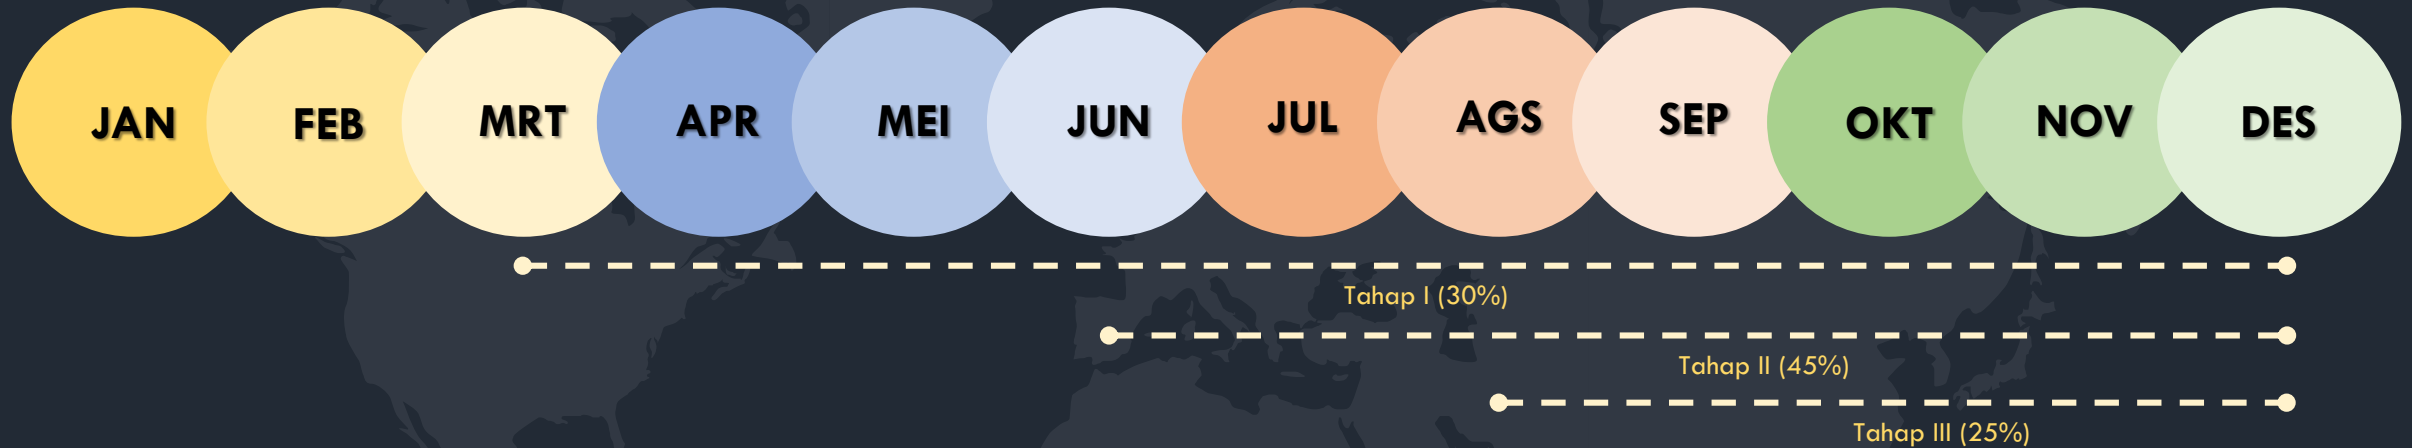 JAN FEB MRT APR MEI JUN JUL AGS SEP OKT NOV DES
Tahap I (30%)
Tahap II (45%)
Tahap III (25%)